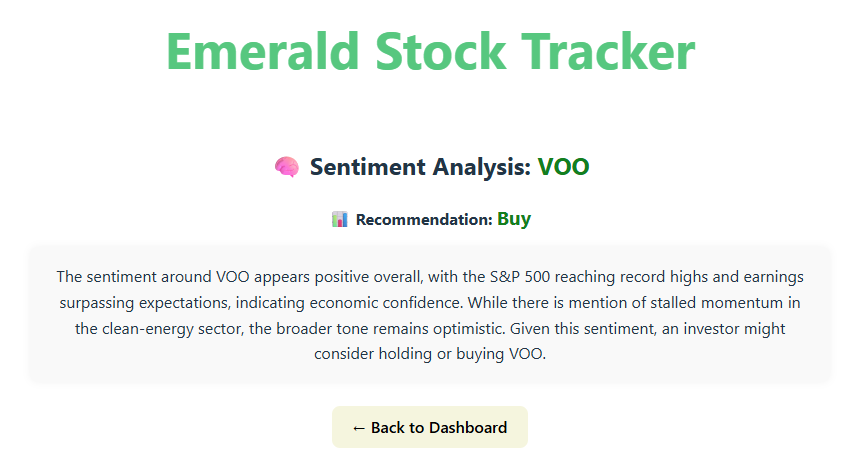 Emerald Stock Tracker
🧠 Sentiment Analysis: VOO
📊 Recommendation: Buy
The sentiment around VOO appears positive overall, with the S&P 500 reaching record highs and earnings
surpassing expectations, indicating economic confidence. While there is mention of stalled momentum in
the clean-energy sector, the broader tone remains optimistic. Given this sentiment, an investor might
consider holding or buying VOO.
← Back to Dashboard